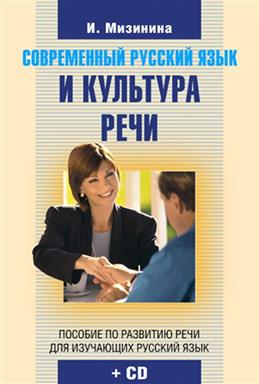 И. Мизинина
СОВРЕМЕННЫЙ РУССКИЙ ЯЗЫК
И КУЛЬТУРА
РЕЧИ
ПОСОБИЕ ПО РАЗВИТИЮ РЕЧИ
ДЛЯ ИЗУЧАЮЩИХ РУССКИЙ ЯЗЫК
+ CD